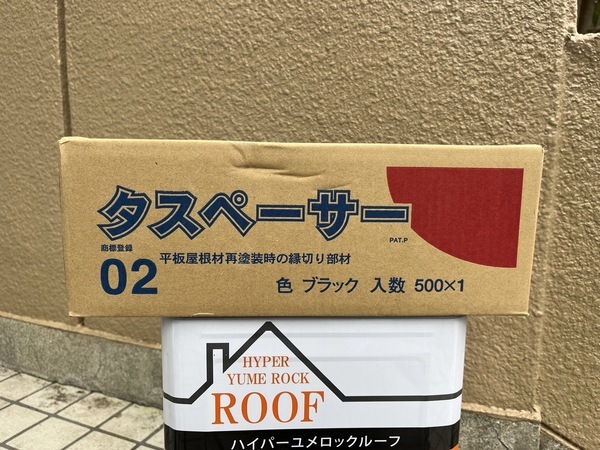 タスペーサー
PAT.P
商標登録
02
平板屋根材再塗装時の縁切り部材
色 ブラック 入数 500×1
HYPER
YUME ROCK
ROOF
ハイパーユメロックルーフ